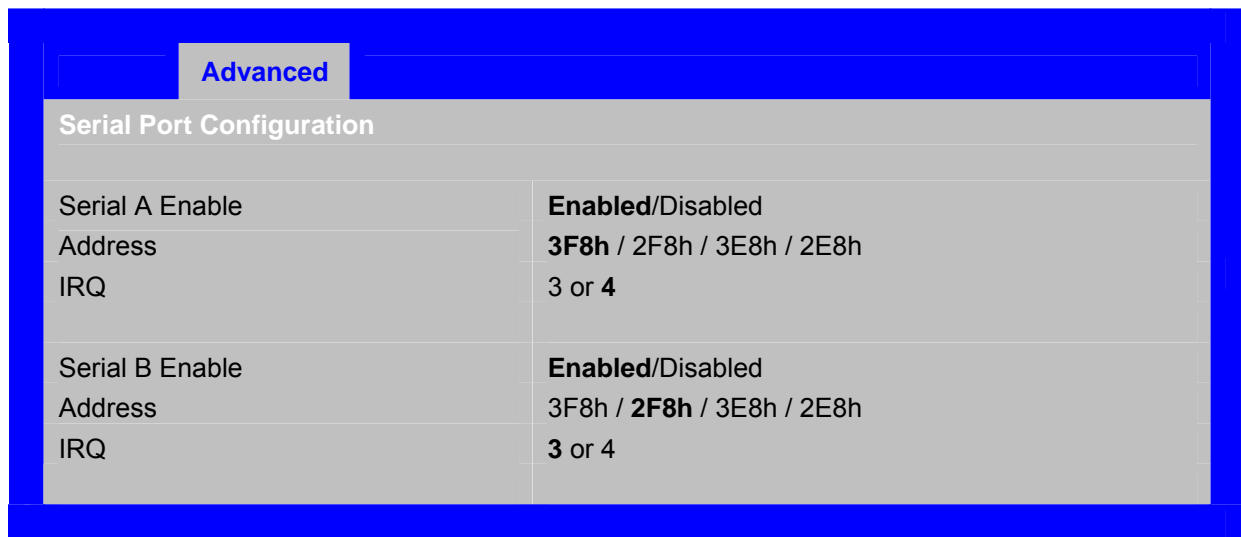 Advanced
Serial Port Configuration
Serial A Enable Enabled/Disabled
Address 3F8h / 2F8h / 3E8h / 2E8h
IRQ 3 or 4
Serial B Enable Enabled/Disabled
Address 3F8h / 2F8h / 3E8h / 2E8h
IRQ 3 or 4